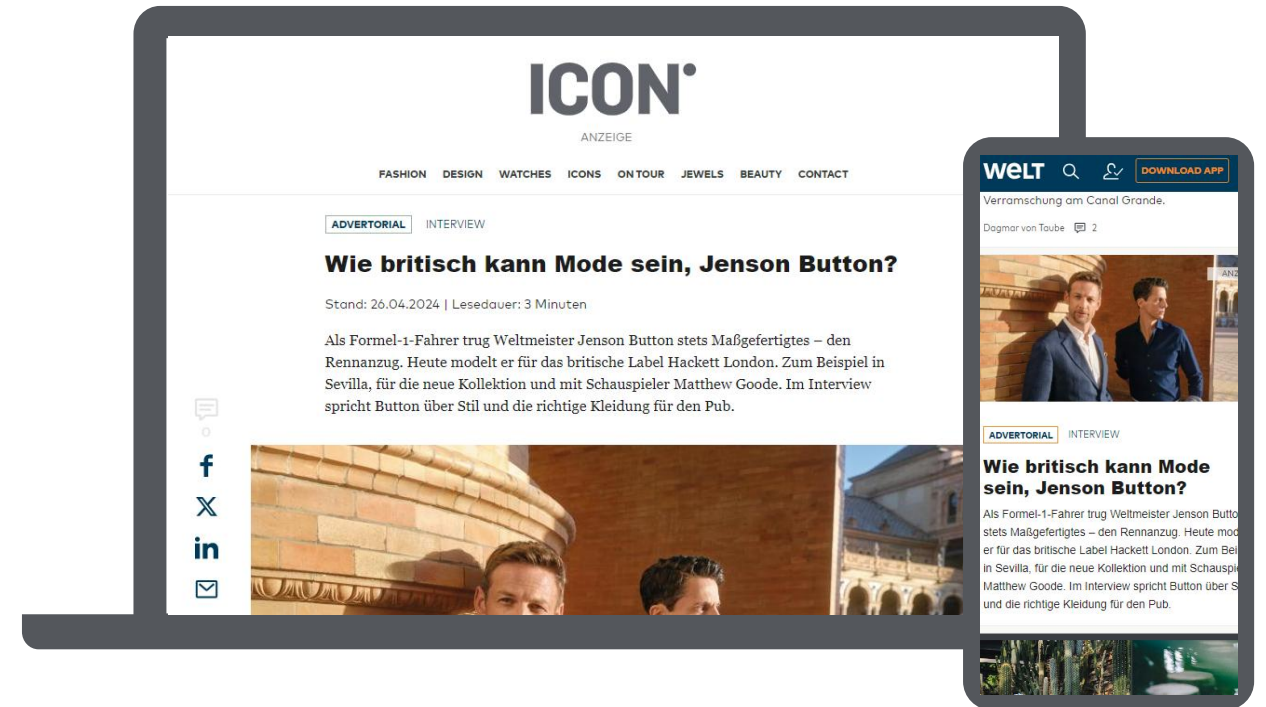 ICON
ANZEIGE
FASHION DESIGN WATCHES ICONS ON TOUR JEWELS BEAUTY CONTACT
ADVERTORIAL INTERVIEW
Wie britisch kann Mode sein, Jenson Button?
Stand: 26.04.2024 | Lesedauer: 3 Minuten
Als Formel-1-Fahrer trug Weltmeister Jenson Button stets Maßgefertigtes – den
Rennanzug. Heute modelt er für das britische Label Hackett London. Zum Beispiel in
Sevilla, für die neue Kollektion und mit Schauspieler Matthew Goode. Im Interview
spricht Button über Stil und die richtige Kleidung für den Pub.
0
f
X
in
WELT DOWNLOAD APP
Verramschung am Canal Grande.
Dagmar von Taube 2
ANZ
ADVERTORIAL INTERVIEW
Wie britisch kann Mode
sein, Jenson Button?
Als Formel-1-Fahrer trug Weltmeister Jenson Butto
stets Maßgefertigtes – den Rennanzug. Heute mod
er für das britische Label Hackett London. Zum Bei
in Sevilla, für die neue Kollektion und mit Schauspi
Matthew Goode. Im Interview spricht Button über S
und die richtige Kleidung für den Pub.